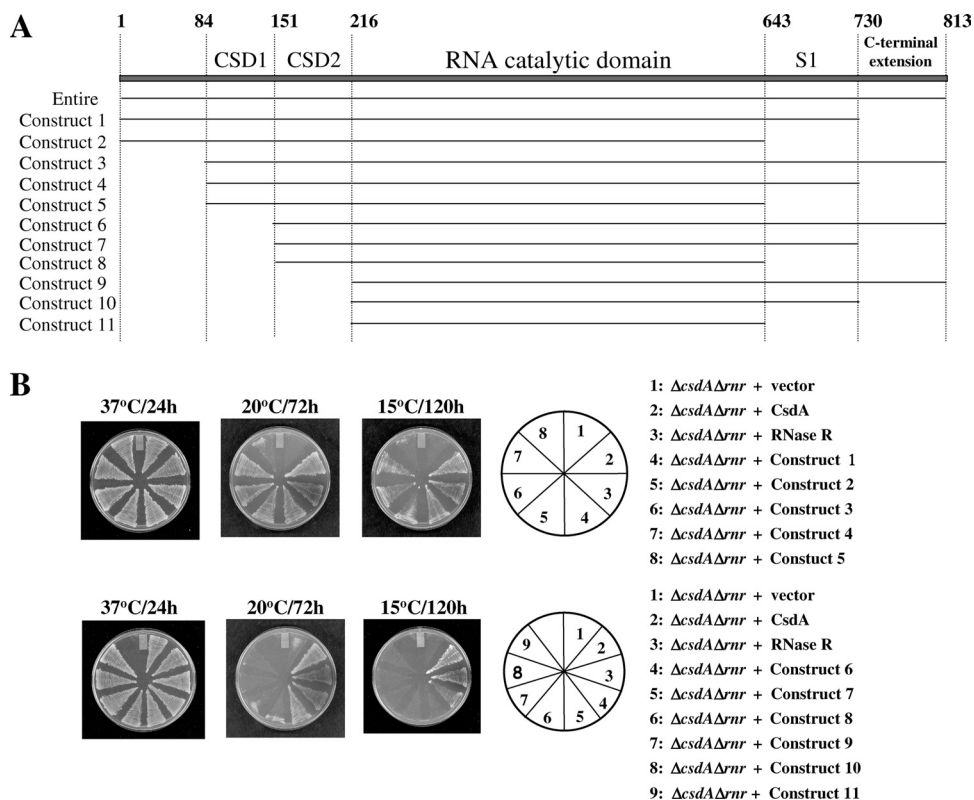 A
1 84 151 216 643 730 813
CSD1 CSD2 RNA catalytic domain S1 C-terminal
extension
Entire
Construct 1
Construct 2
Construct 3
Construct 4
Construct 5
Construct 6
Construct 7
Construct 8
Construct 9
Construct 10
Construct 11
B
37°C/24h 20°C/72h 15°C/120h
8 1
7 2
6 3
5 4
1: ΔcsdAΔrnr + vector
2: ΔcsdAΔrnr + CsdA
3: ΔcsdAΔrnr + RNase R
4: ΔcsdAΔrnr + Construct 1
5: ΔcsdAΔrnr + Construct 2
6: ΔcsdAΔrnr + Construct 3
7: ΔcsdAΔrnr + Construct 4
8: ΔcsdAΔrnr + Constuct 5
37°C/24h 20°C/72h 15°C/120h
9 1
2
8 3
7 4
6 5
1: ΔcsdAΔrnr + vector
2: ΔcsdAΔrnr + CsdA
3: ΔcsdAΔrnr + RNase R
4: ΔcsdAΔrnr + Construct 6
5: ΔcsdAΔrnr + Construct 7
6: ΔcsdAΔrnr + Construct 8
7: ΔcsdAΔrnr + Construct 9
8: ΔcsdAΔrnr + Construct 10
9: ΔcsdAΔrnr + Construct 11